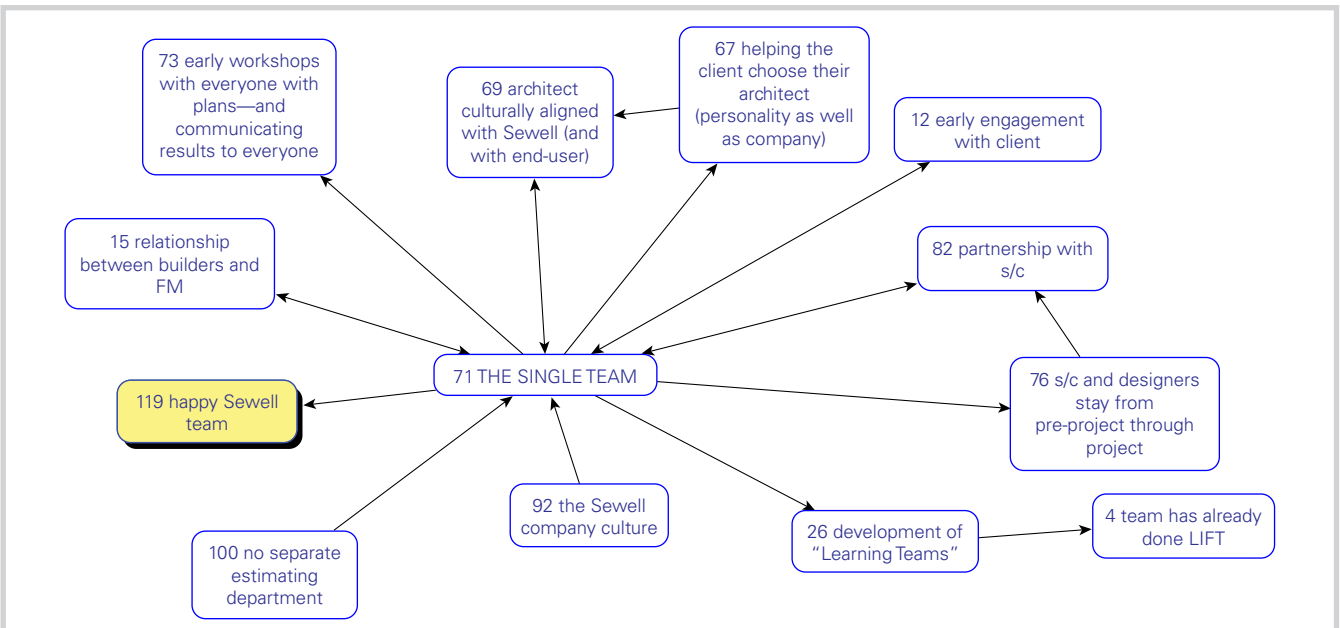 73 early workshops
with everyone with
plans—and
communicating
results to everyone
69 architect
culturally aligned
with Sewell (and
with end-user)
67 helping the
client choose their
architect
(personality as well
as company)
12 early engagement
with client
15 relationship
between builders and
FM
82 partnership with
s/c
71 THE SINGLE TEAM
119 happy Sewell
team
76 s/c and designers
stay from
pre-project through
project
92 the Sewell
company culture
100 no separate
estimating
department
26 development of
“Learning Teams”
4 team has already
done LIFT